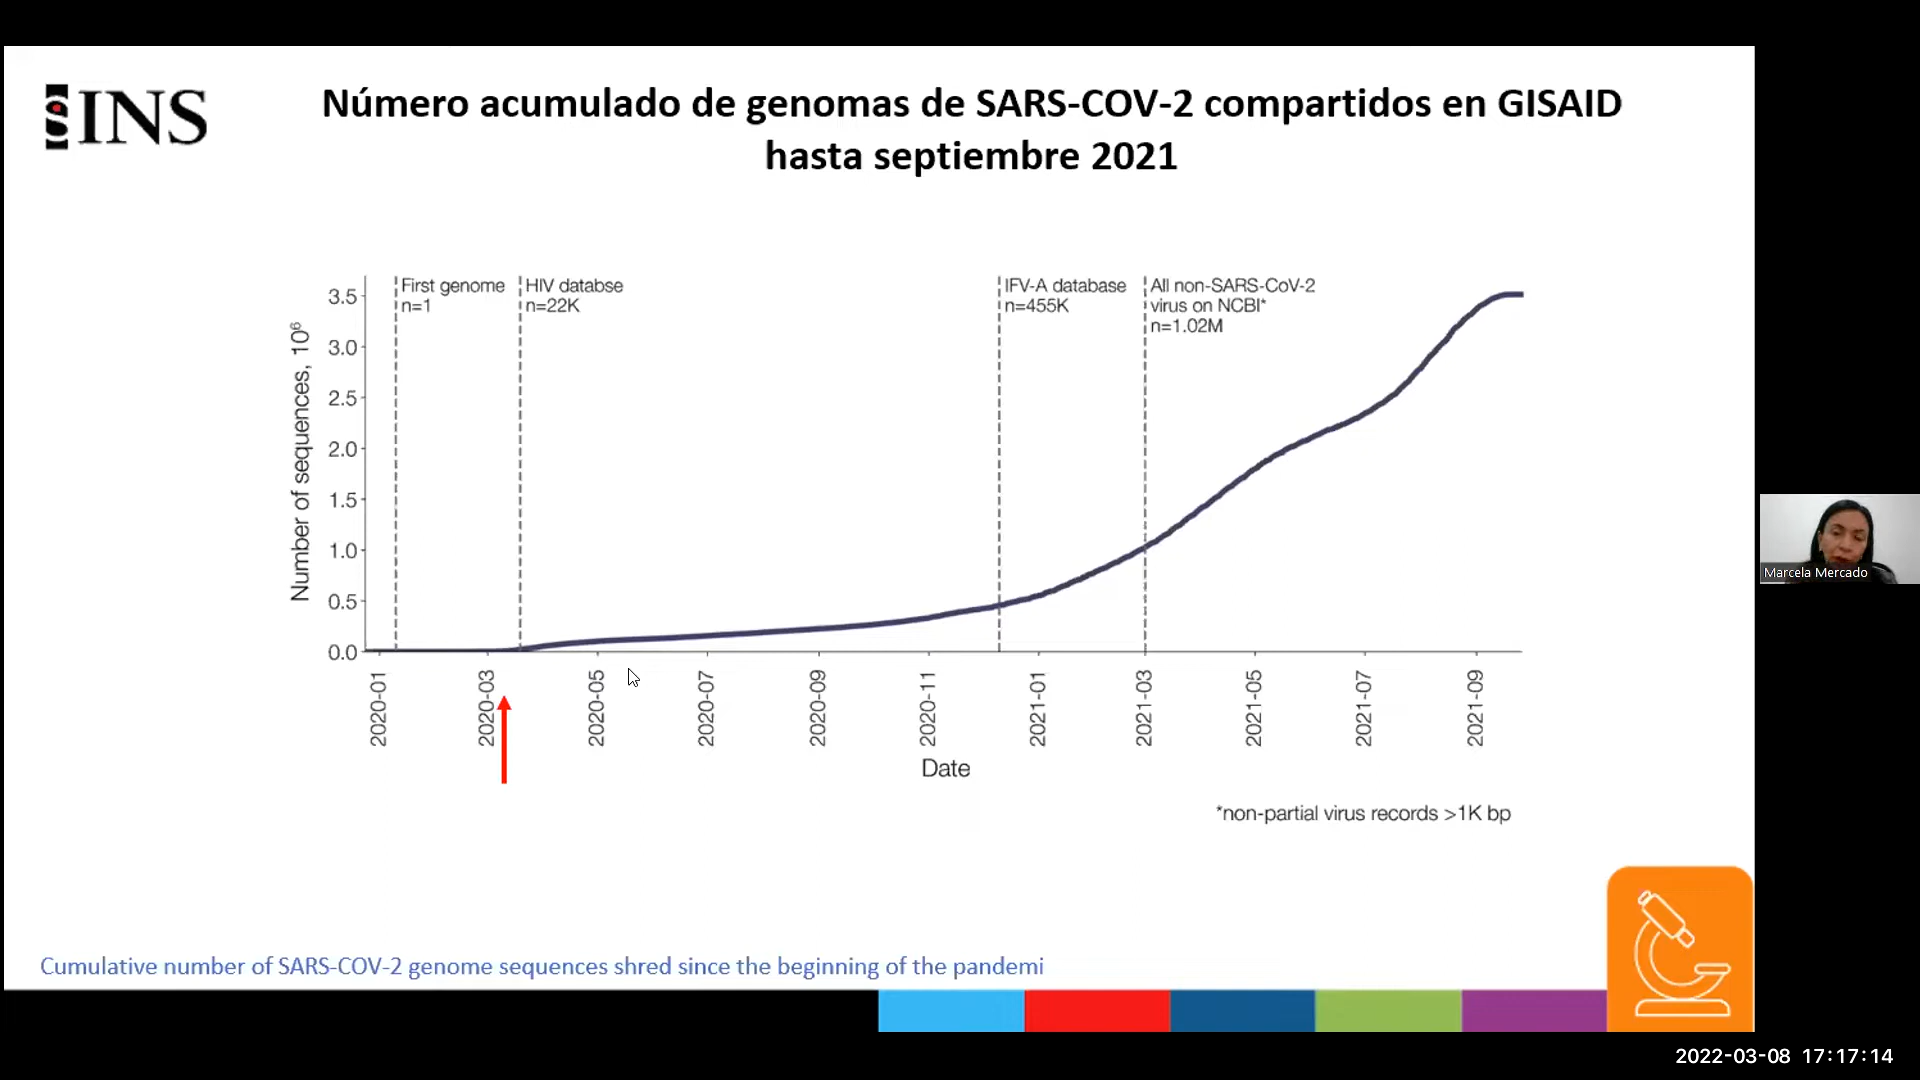 INS
Número acumulado de genomas de SARS-COV-2 compartidos en GISAID
hasta septiembre 2021
First genome
n=1
HIV databse
n=22K
IFV-A database
n=455K
All non-SARS-CoV-2
virus on NCBI*
n=1.02M
Number of sequences, 10⁶
3.5
3.0
2.5
2.0
1.5
1.0
0.5
0.0
2020-01
2020-03
2020-05
2020-07
2020-09
2020-11
2021-01
2021-03
2021-05
2021-07
2021-09
Date
*non-partial virus records >1K bp
Marcela Mercado
Cumulative number of SARS-COV-2 genome sequences shred since the beginning of the pandemi
2022-03-08 17:17:14